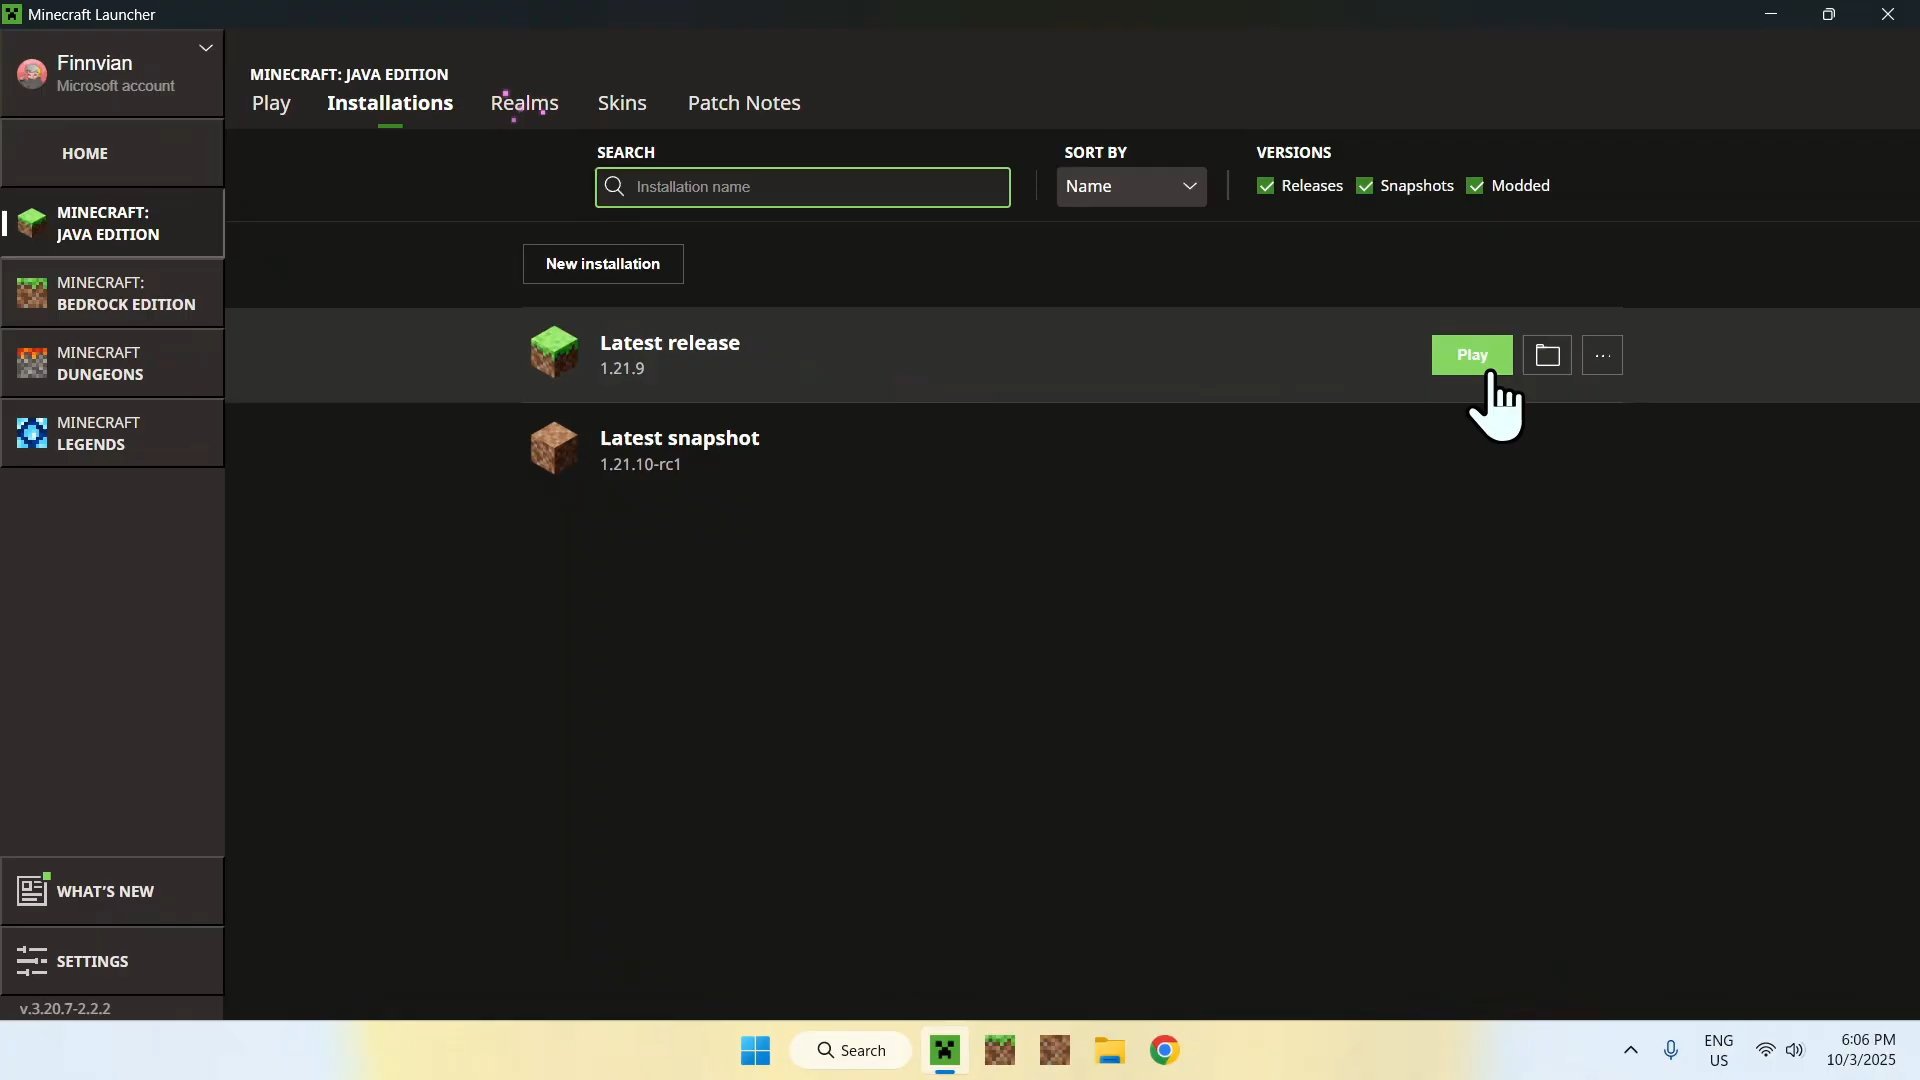 Minecraft Launcher
Finnvian
Microsoft account
HOME
MINECRAFT:
JAVA EDITION
MINECRAFT:
BEDROCK EDITION
MINECRAFT
DUNGEONS
MINECRAFT
LEGENDS
WHAT'S NEW
SETTINGS
v.3.20.7-2.2.2
MINECRAFT: JAVA EDITION
Play Installations Realms Skins Patch Notes
SEARCH
Installation name
SORT BY
Name
VERSIONS
Releases Snapshots Modded
New installation
Latest release
1.21.9
Play
...
Latest snapshot
1.21.10-rc1
Search
ENG
US
6:06 PM
10/3/2025